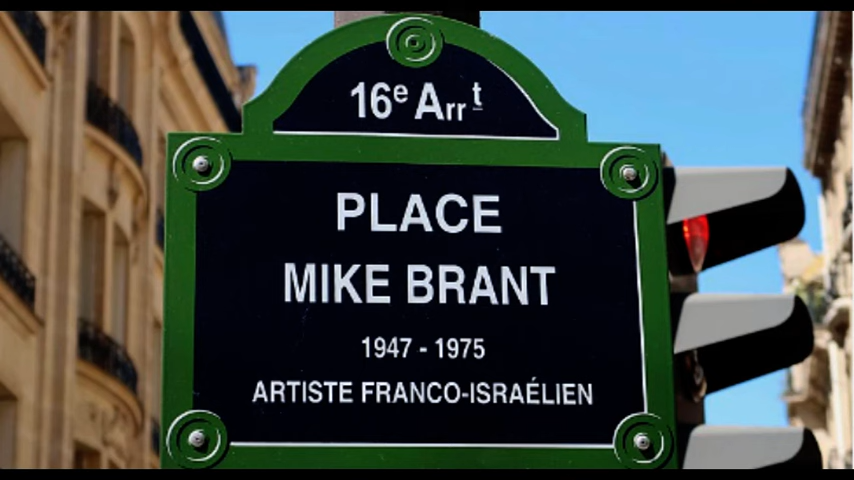 16e Arrt
PLACE
MIKE BRANT
1947 - 1975
ARTISTE FRANCO-ISRAÉLIEN